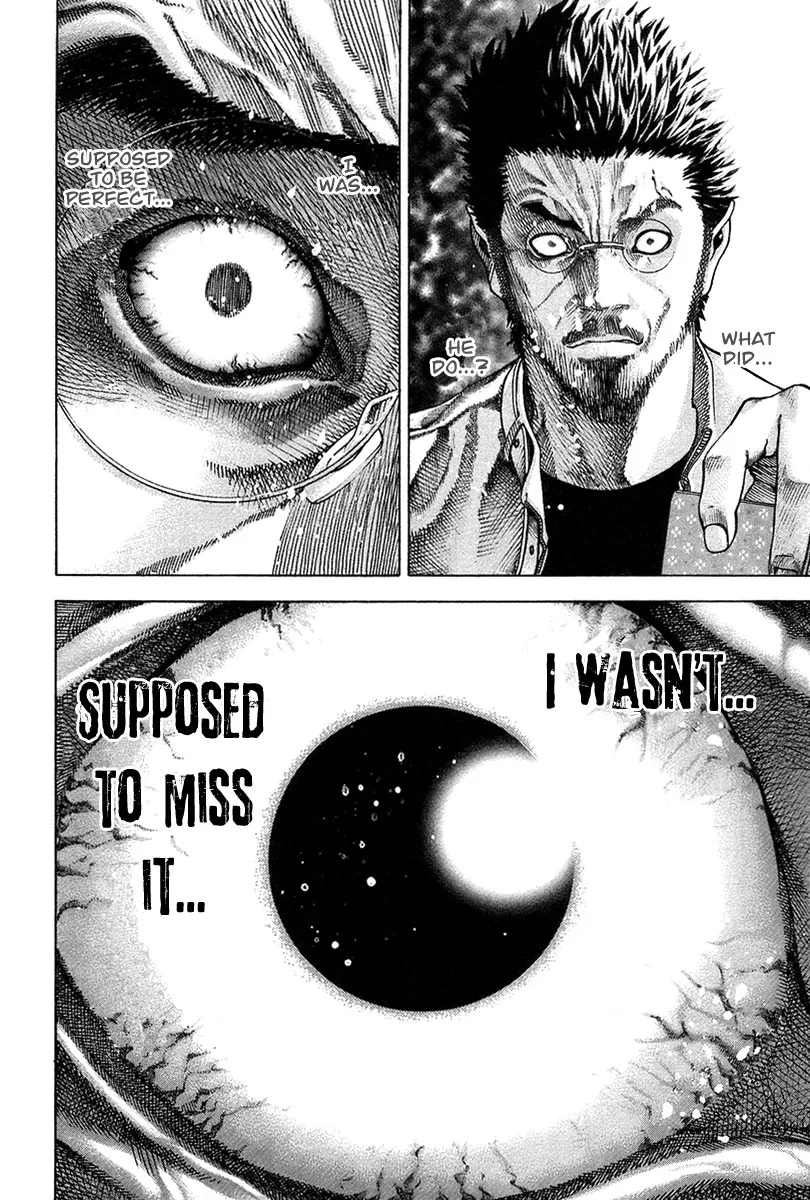 WHAT
DID...
HE
DO...?
I
WAS...
SUPPOSED
TO BE
PERFECT...
I WASN'T...
SUPPOSED
TO MISS
IT...